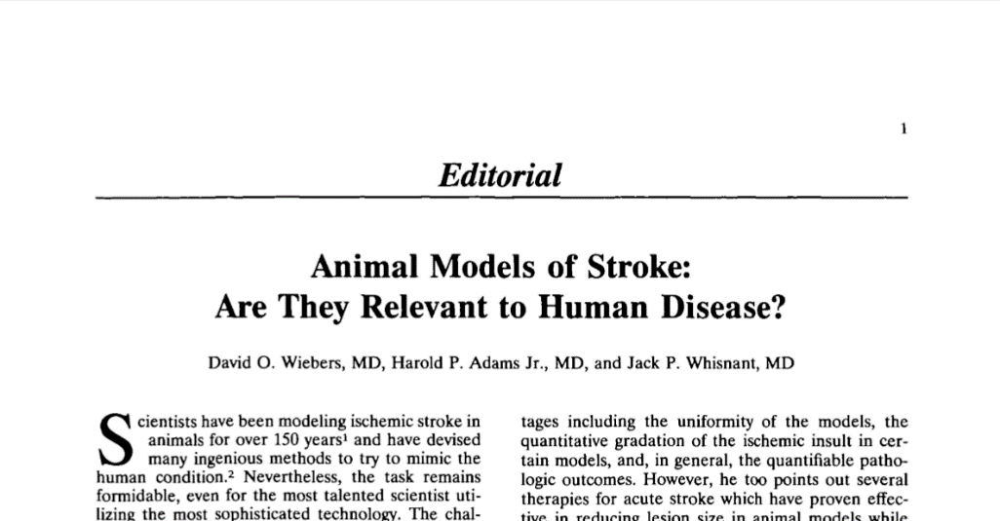 1
Editorial
Animal Models of Stroke:
Are They Relevant to Human Disease?
David O. Wiebers, MD, Harold P. Adams Jr., MD, and Jack P. Whisnant, MD
Scientists have been modeling ischemic stroke in
animals for over 150 years¹ and have devised
many ingenious methods to try to mimic the
human condition.² Nevertheless, the task remains
formidable, even for the most talented scientist uti-
lizing the most sophisticated technology. The chal-
tages including the uniformity of the models, the
quantitative gradation of the ischemic insult in cer-
tain models, and, in general, the quantifiable patho-
logic outcomes. However, he too points out several
therapies for acute stroke which have proven effec-
tive in reducing lesion size in animal models while